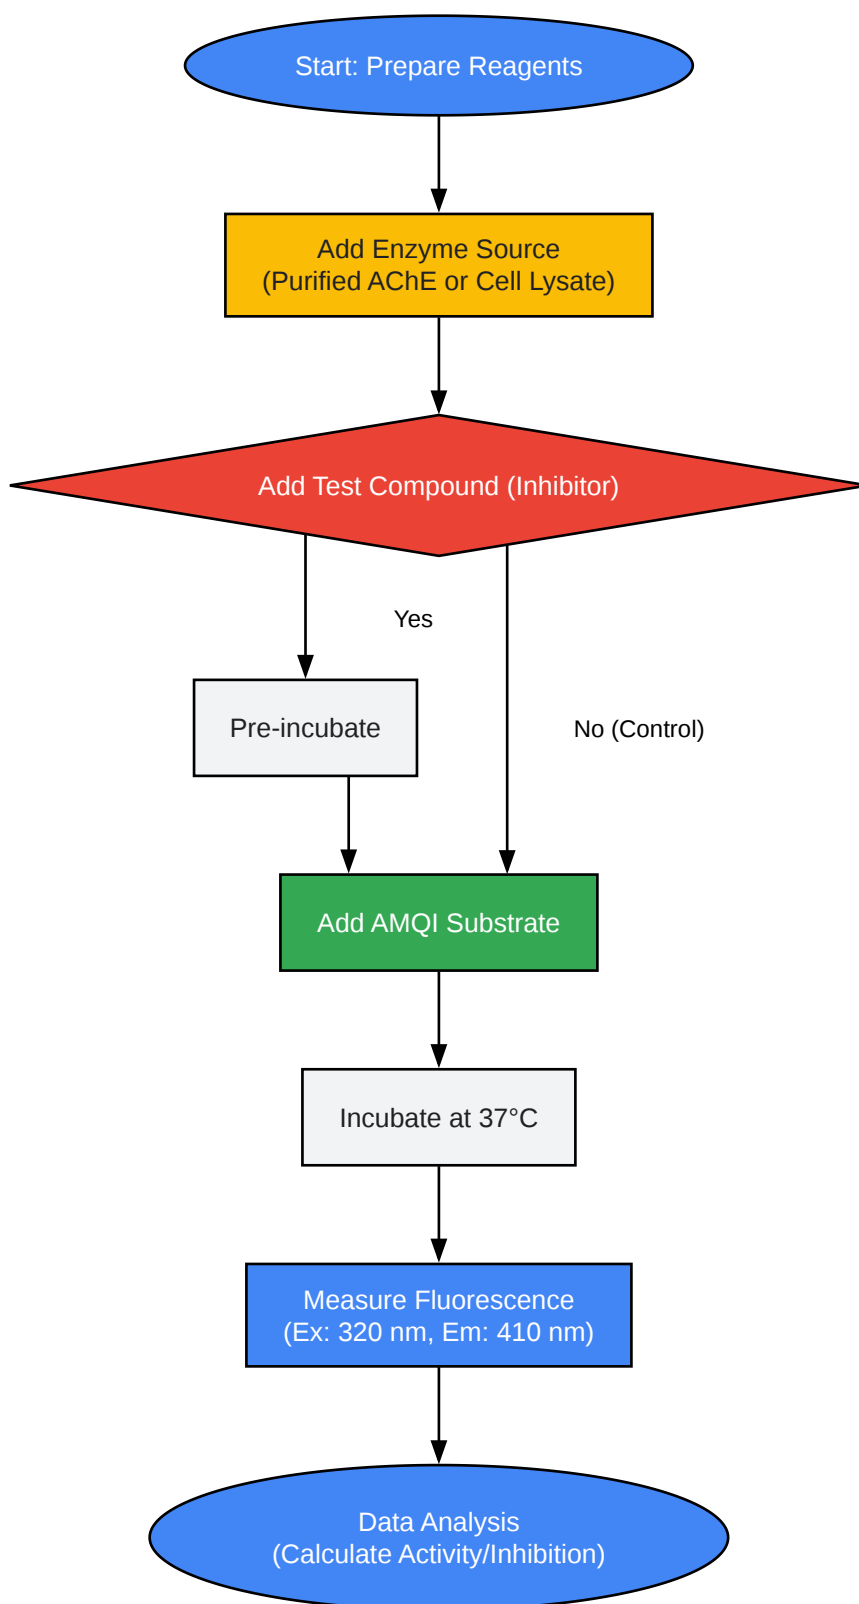 Start: Prepare Reagents
Add Enzyme Source
(Purified AChE or Cell Lysate)
Add Test Compound (Inhibitor)
Yes
Pre-incubate
No (Control)
Add AMQI Substrate
Incubate at 37°C
Measure Fluorescence
(Ex: 320 nm, Em: 410 nm)
Data Analysis
(Calculate Activity/Inhibition)